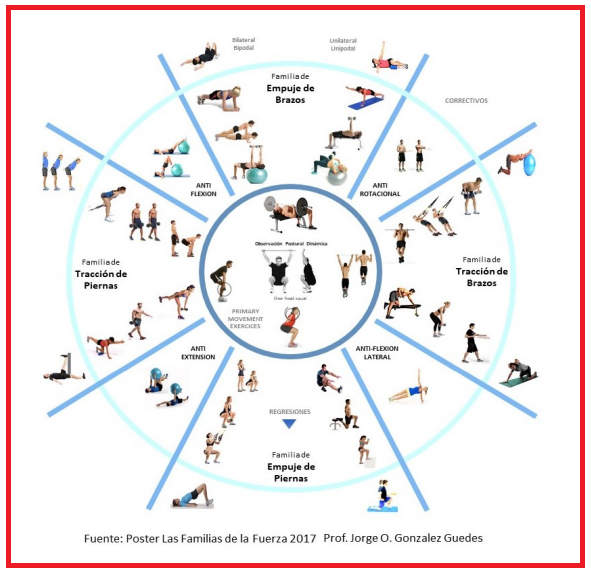 Bilateral
Bipodal
Unilateral
Unipodal
Familia de
Empuje de
Brazos
CORRECTIVOS
ANTI
FLEXION
ANTI
ROTACIONAL
Observación Postural Dinámica
Over head squat
PRIMARY
MOVEMENT
EXERCICES
Familia de
Tracción de
Piernas
Familia de
Tracción de
Brazos
ANTI
EXTENSION
ANTI-FLEXION
LATERAL
REGRESIONES
Familia de
Empuje de
Piernas
Fuente: Poster Las Familias de la Fuerza 2017 Prof. Jorge O. Gonzalez Guedes